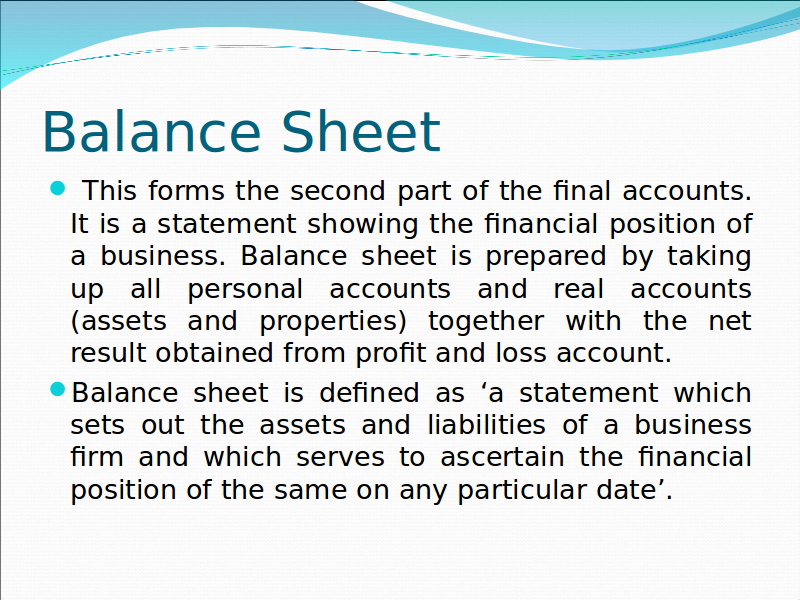 Balance Sheet
This forms the second part of the final accounts.
It is a statement showing the financial position of
a business. Balance sheet is prepared by taking
up all personal accounts and real accounts
(assets and properties) together with the net
result obtained from profit and loss account.
Balance sheet is defined as ‘a statement which
sets out the assets and liabilities of a business
firm and which serves to ascertain the financial
position of the same on any particular date’.